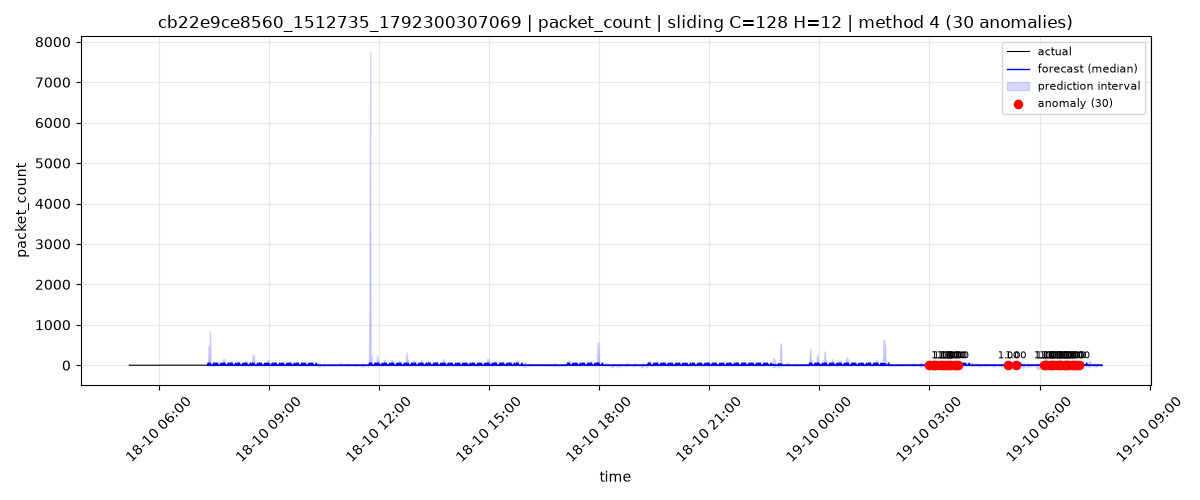 cb22e9ce8560_1512735_1792300307069 | packet_count | sliding C=128 H=12 | method 4 (30 anomalies)
actual
forecast (median)
prediction interval
anomaly (30)
packet_count
8000
7000
6000
5000
4000
3000
2000
1000
0
18-10 06:00
18-10 09:00
18-10 12:00
18-10 15:00
18-10 18:00
18-10 21:00
19-10 00:00
19-10 03:00
19-10 06:00
19-10 09:00
time